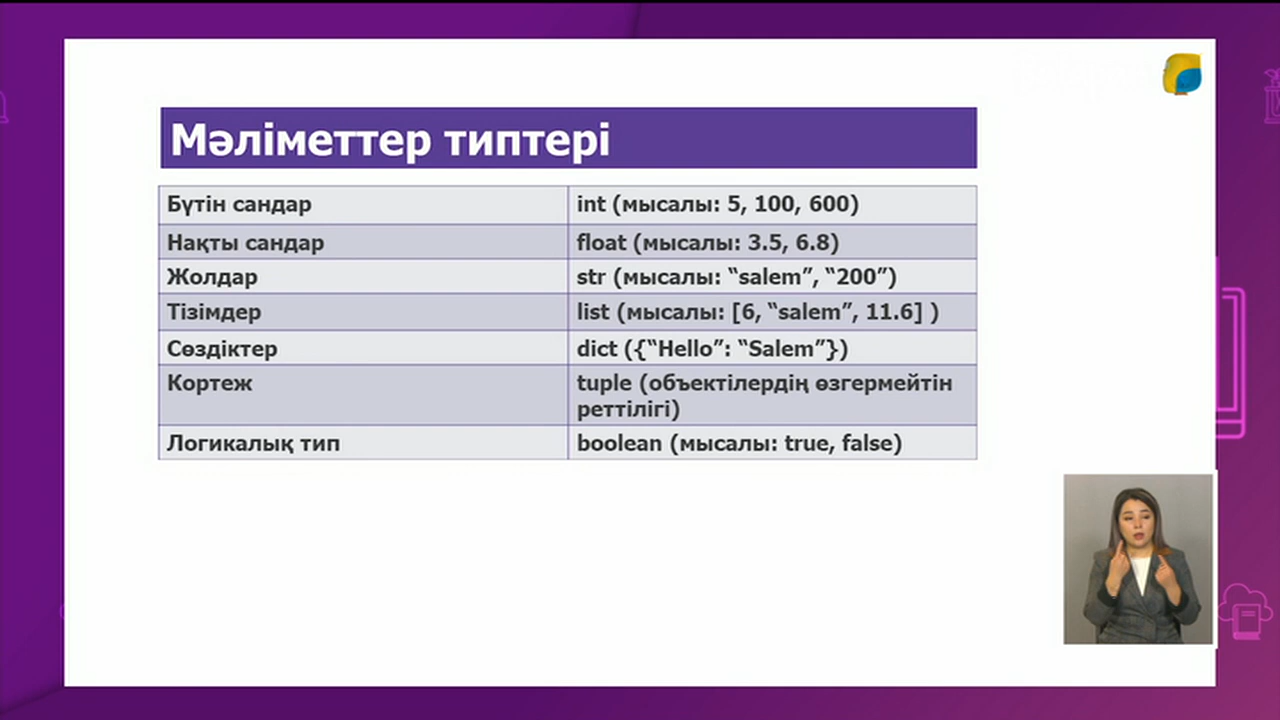 Мәліметтер типтері
Бүтін сандар
int (мысалы: 5, 100, 600)
Нақты сандар
float (мысалы: 3.5, 6.8)
Жолдар
str (мысалы: “salem”, “200”)
Тізімдер
list (мысалы: [6, “salem”, 11.6] )
Сөздіктер
dict ({“Hello”: “Salem”})
Кортеж
tuple (объектілердің өзгермейтін
реттілігі)
Логикалық тип
boolean (мысалы: true, false)